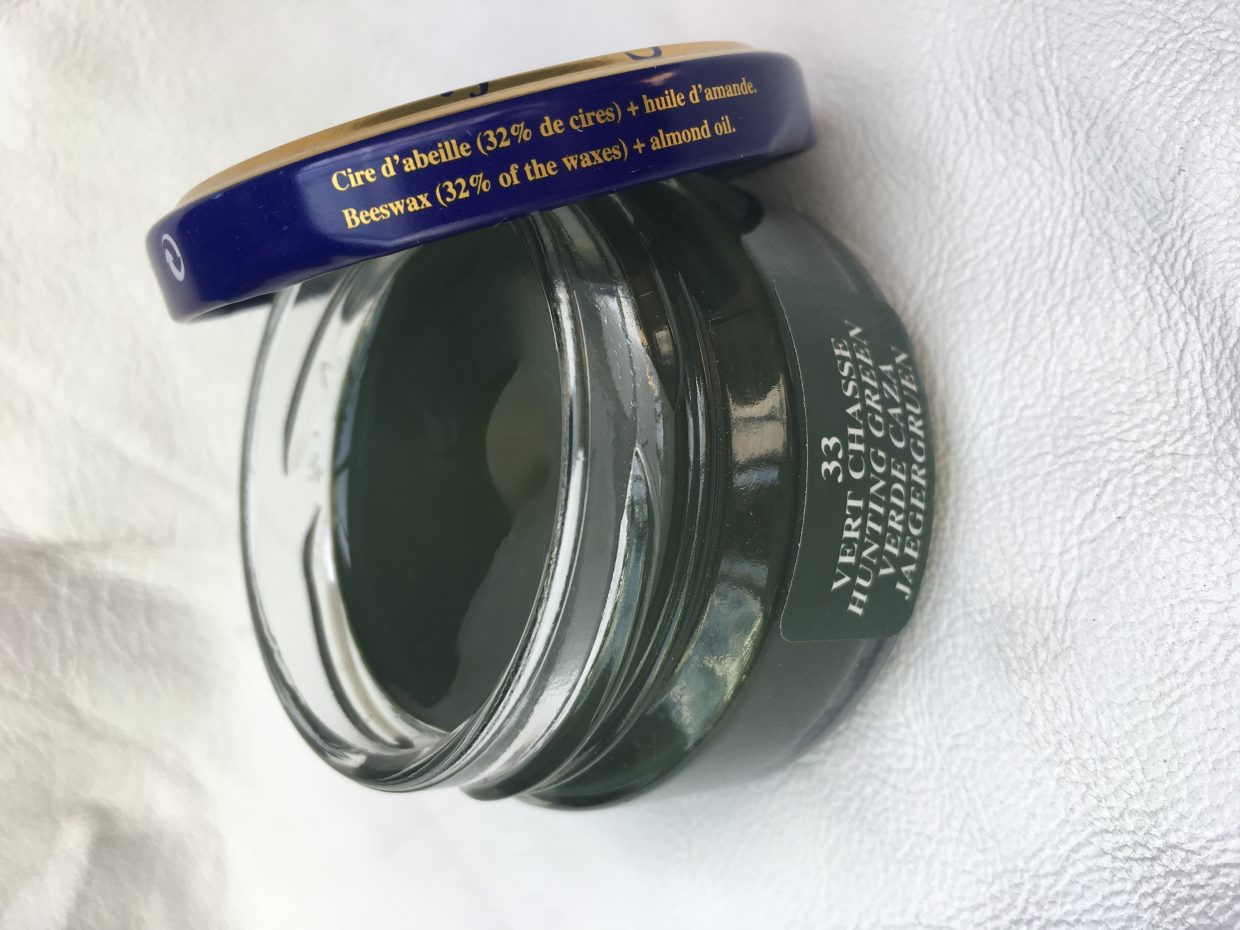 Cire d'abeille (32% de cires) + huile d'amande.
Beeswax (32% of the waxes) + almond oil.
33
VERT CHASSE
HUNTING GREEN
VERDE CAZA
JAEGERGRUEN